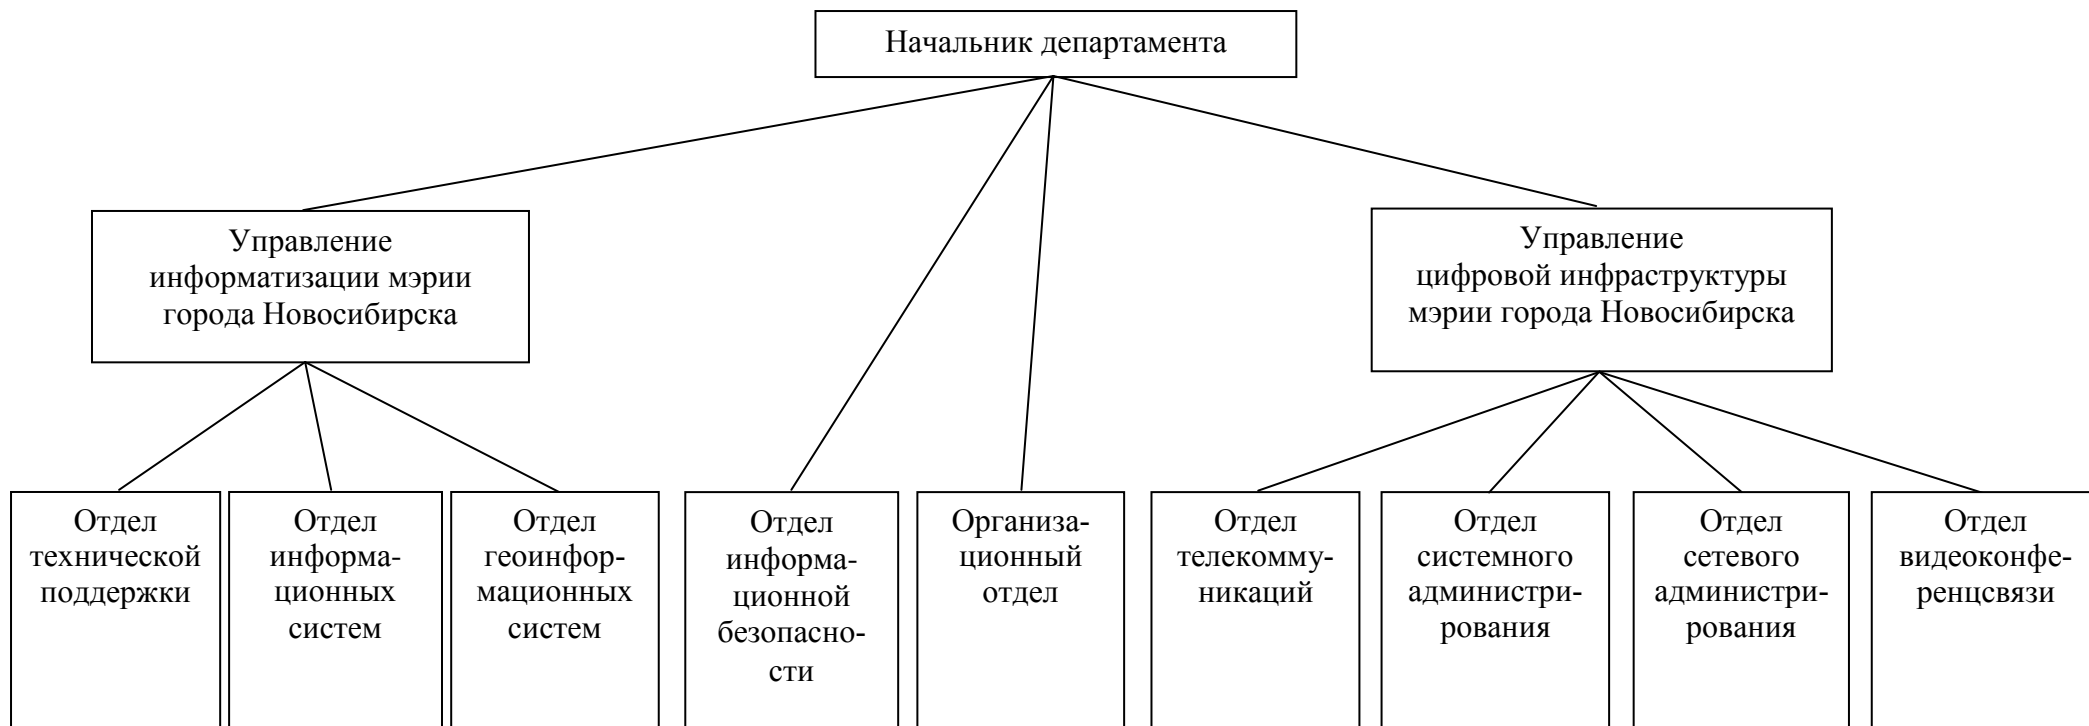 Начальник департамента
Управление
информатизации мэрии
города Новосибирска
Управление
цифровой инфраструктуры
мэрии города Новосибирска
Отдел
технической
поддержки
Отдел
информа-
ционных
систем
Отдел
геоинфор-
мационных
систем
Отдел
информа-
ционной
безопасно-
сти
Организа-
ционный
отдел
Отдел
телекомму-
никаций
Отдел
системного
администри-
рования
Отдел
сетевого
администри-
рования
Отдел
видеоконфе-
ренцсвязи